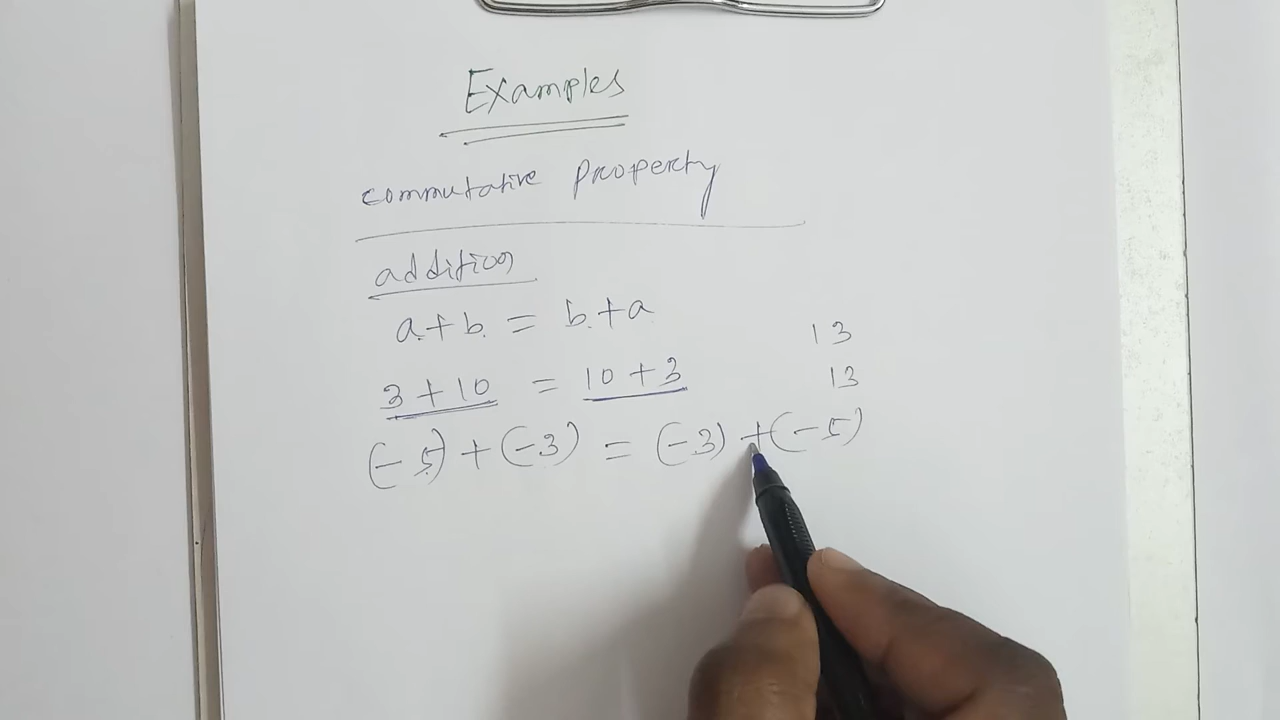 Examples
commutative property
addition
a+b = b+a
13
3+10 = 10+3
13
(-5)+(-3) = (-3)+(-5)